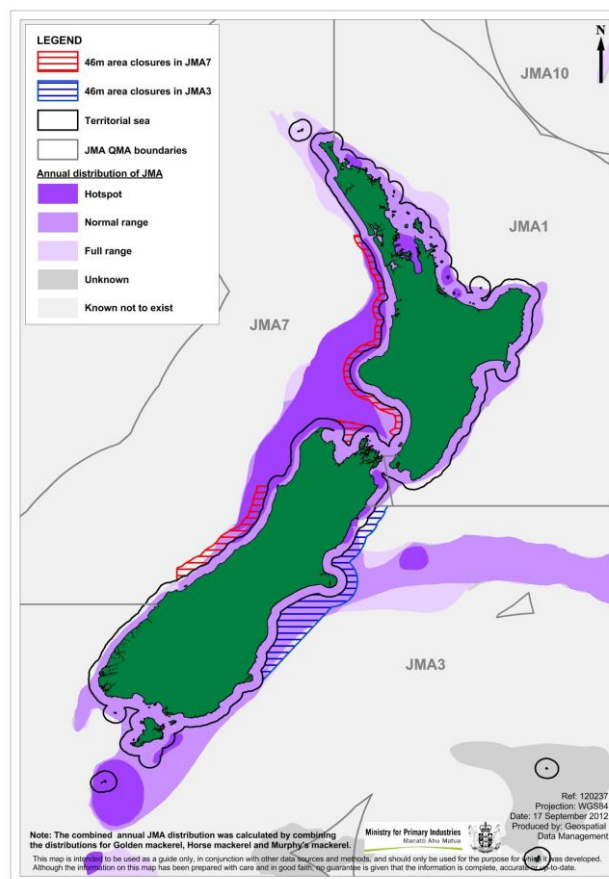 LEGEND
46m area closures in JMA7
46m area closures in JMA3
Territorial sea
JMA QMA boundaries
Annual distribution of JMA
Hotspot
Normal range
Full range
Unknown
Known not to exist
N
JMA10
JMA1
JMA7
JMA3
Ref: 120237
Projection: WGS84
Date: 17 September 2012
Produced by: Geospatial
Data Management
Note: The combined annual JMA distribution was calculated by combining
the distributions for Golden mackerel, Horse mackerel and Murphy's mackerel.
Ministry for Primary Industries
Manatū Ahu Matua
This map is intended to be used as a guide only, in conjunction with other data sources and methods, and should only be used for the purpose for which it was developed.
Although the information on this map has been prepared with care and in good faith, no guarantee is given that the information is complete, accurate or up-to-date.